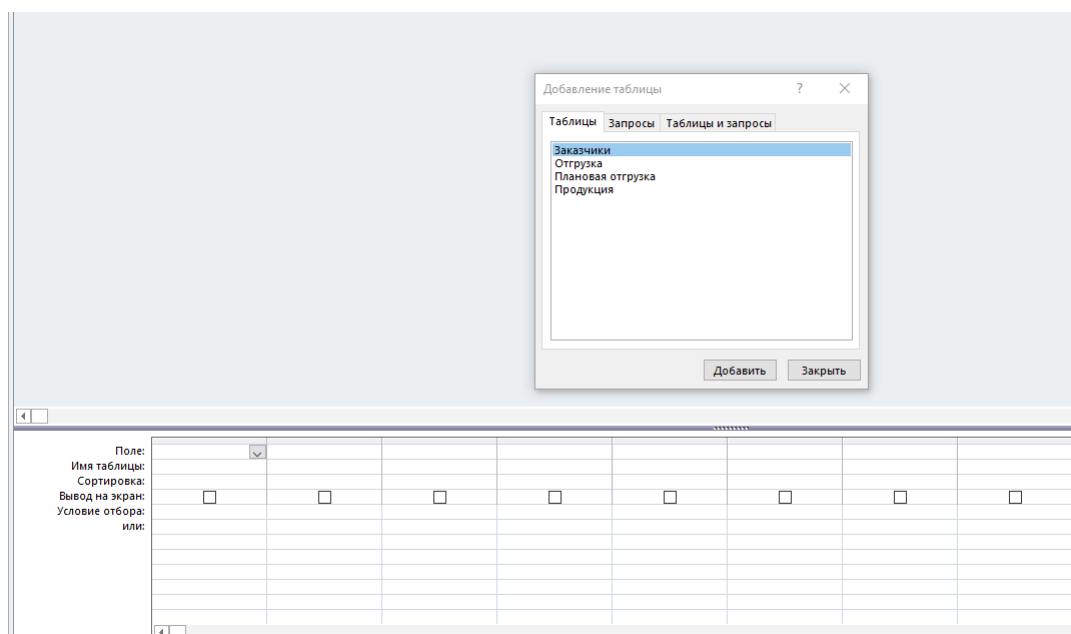 Добавление таблицы ?
Таблицы Запросы Таблицы и запросы
Заказчики
Отгрузка
Плановая отгрузка
Продукция
Добавить Закрыть
Поле:
Имя таблицы:
Сортировка:
Вывод на экран:
Условие отбора:
или: